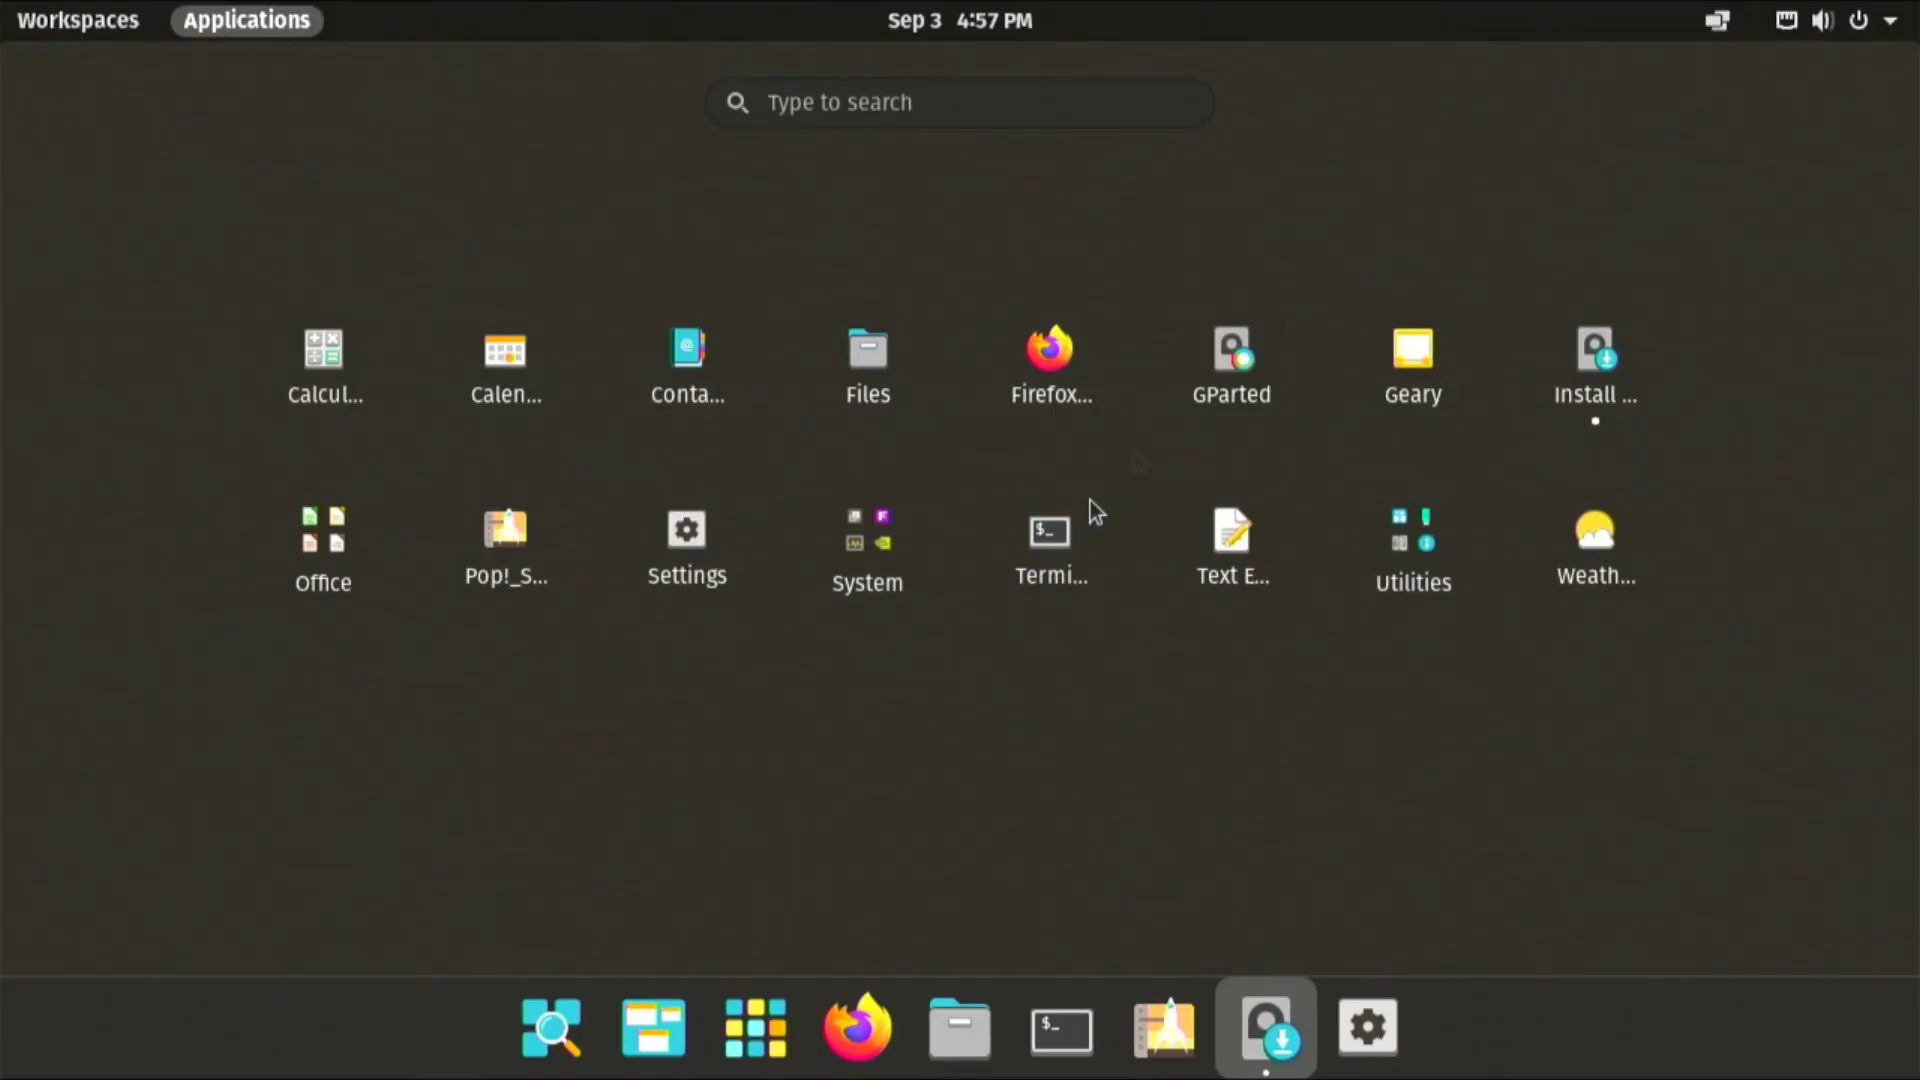 Workspaces Applications Sep 3 4:57 PM
Type to search
Calcul... Calen... Conta... Files Firefox... GParted Geary Install ...
$_
Office Pop!_S... Settings System Termi... Text E... Utilities Weath...
$_